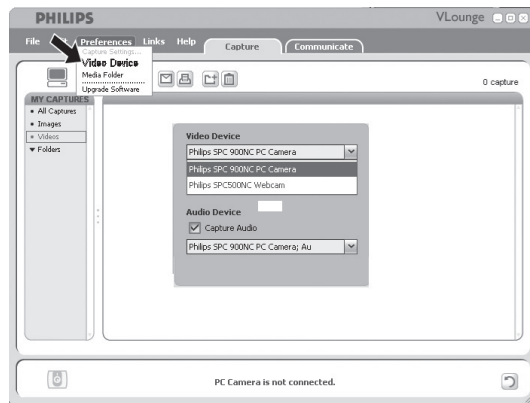 PHILIPS
VLounge
File
Preferences
Links
Help
Capture
Communicate
Capture Settings...
Video Device
Media Folder
Upgrade Software
0 capture
MY CAPTURES
All Captures
Images
Videos
Folders
Video Device
Philips SPC 900NC PC Camera
Philips SPC 900NC PC Camera
Philips SPC500NC Webcam
Audio Device
Capture Audio
Philips SPC 900NC PC Camera; Au
PC Camera is not connected.